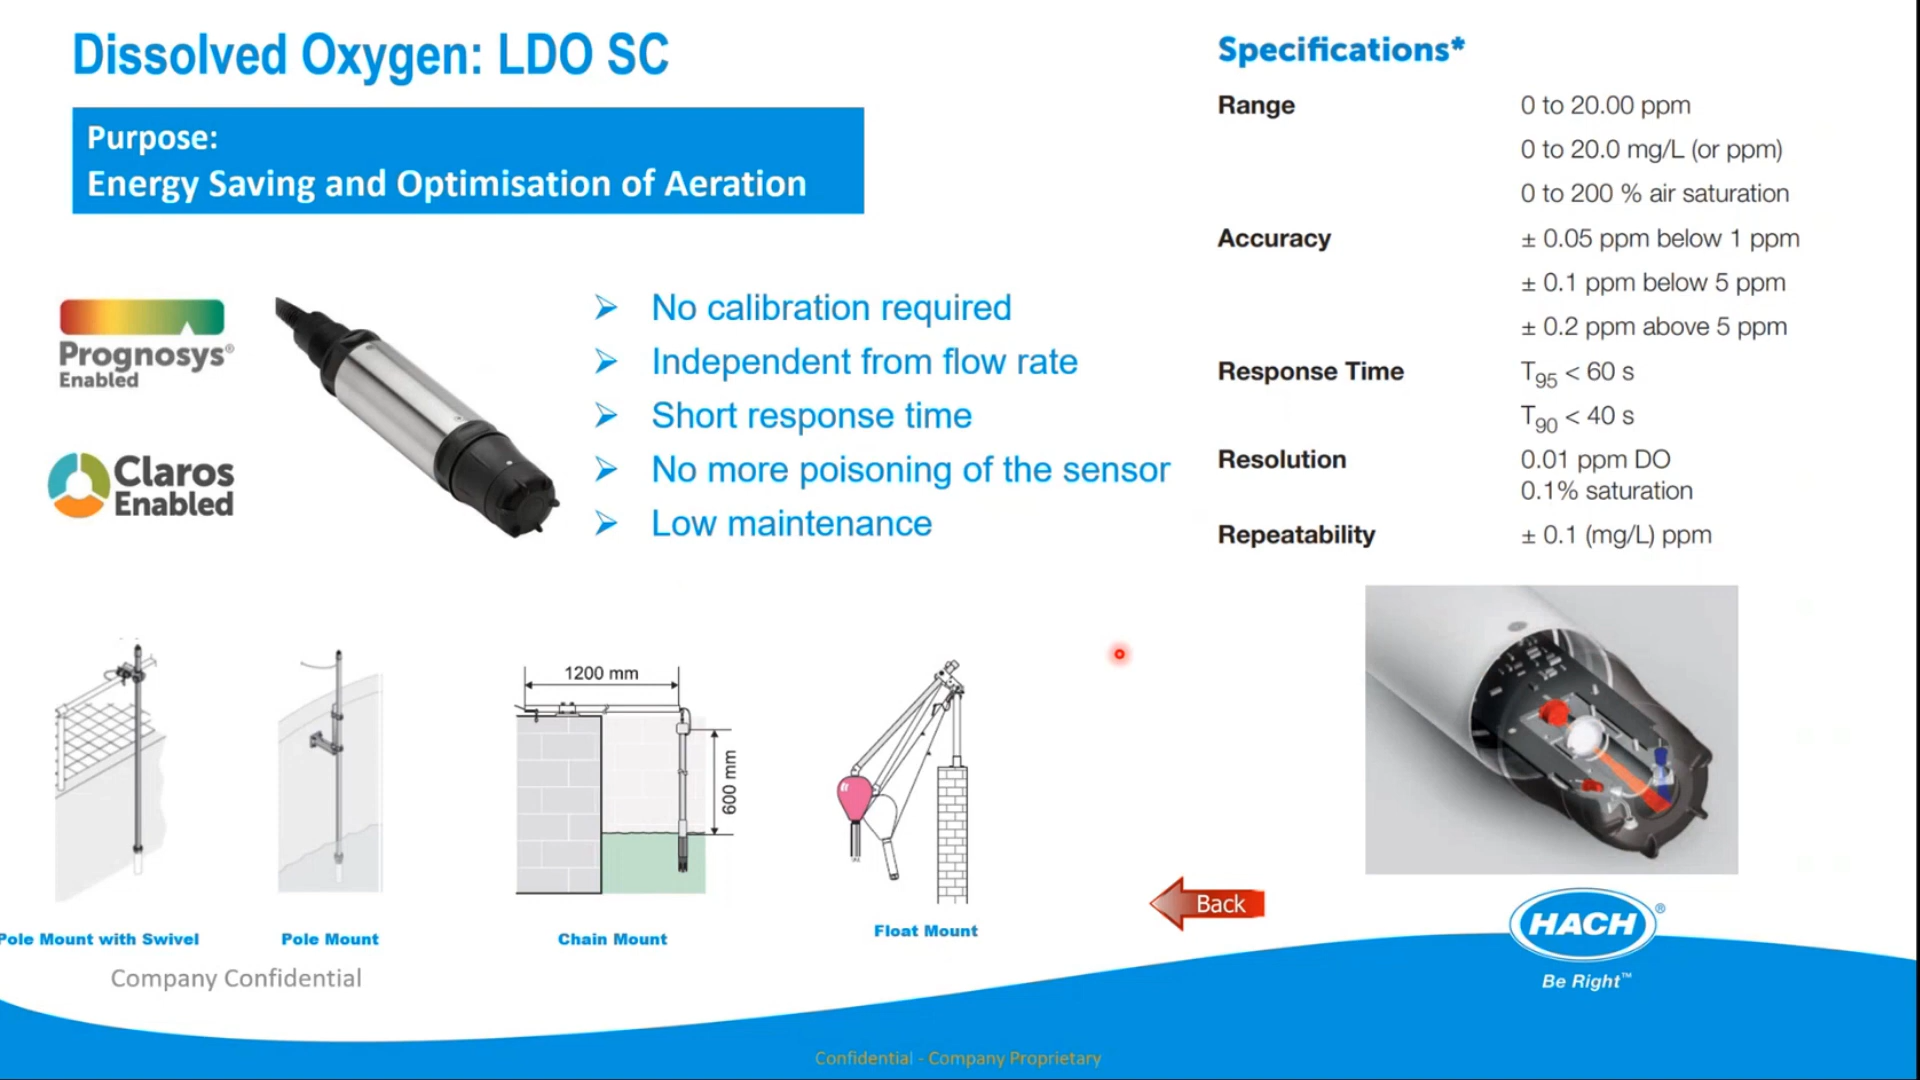 Dissolved Oxygen: LDO SC
Purpose:
Energy Saving and Optimisation of Aeration
Prognosys®
Enabled
Claros
Enabled
No calibration required
Independent from flow rate
Short response time
No more poisoning of the sensor
Low maintenance
Specifications*
Range 0 to 20.00 ppm
0 to 20.0 mg/L (or ppm)
0 to 200 % air saturation
Accuracy ± 0.05 ppm below 1 ppm
± 0.1 ppm below 5 ppm
± 0.2 ppm above 5 ppm
Response Time T95 < 60 s
T90 < 40 s
Resolution 0.01 ppm DO
0.1% saturation
Repeatability ± 0.1 (mg/L) ppm
1200 mm
600 mm
Pole Mount with Swivel
Pole Mount
Chain Mount
Float Mount
Back
HACH®
Be Right™
Company Confidential
Confidential - Company Proprietary